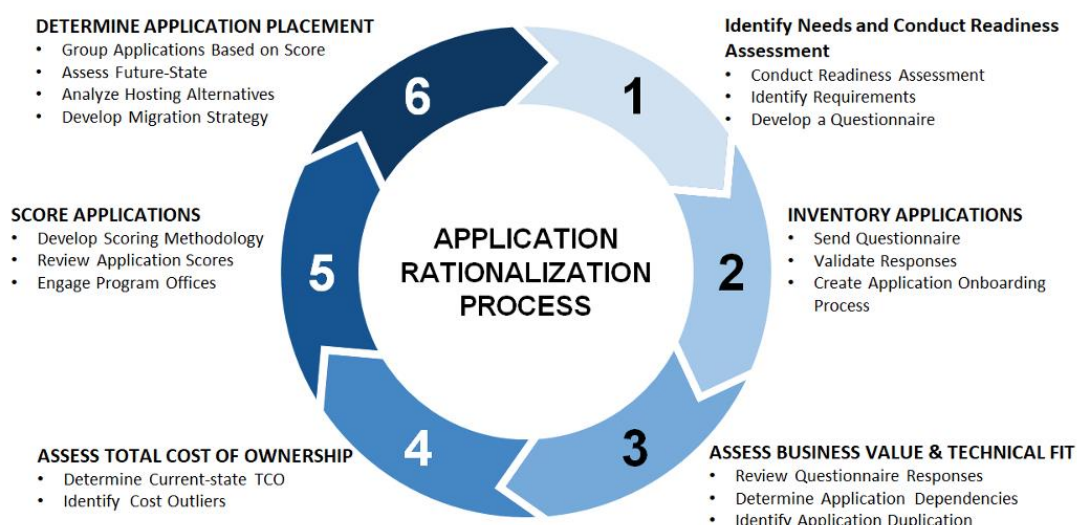 DETERMINE APPLICATION PLACEMENT
• Group Applications Based on Score
• Assess Future-State
• Analyze Hosting Alternatives
• Develop Migration Strategy
Identify Needs and Conduct Readiness
Assessment
• Conduct Readiness Assessment
• Identify Requirements
• Develop a Questionnaire
6
1
SCORE APPLICATIONS
• Develop Scoring Methodology
• Review Application Scores
• Engage Program Offices
5
APPLICATION
RATIONALIZATION
PROCESS
2
INVENTORY APPLICATIONS
• Send Questionnaire
• Validate Responses
• Create Application Onboarding
Process
ASSESS TOTAL COST OF OWNERSHIP
• Determine Current-state TCO
• Identify Cost Outliers
4
3
ASSESS BUSINESS VALUE & TECHNICAL FIT
• Review Questionnaire Responses
• Determine Application Dependencies
• Identify Application Duplication